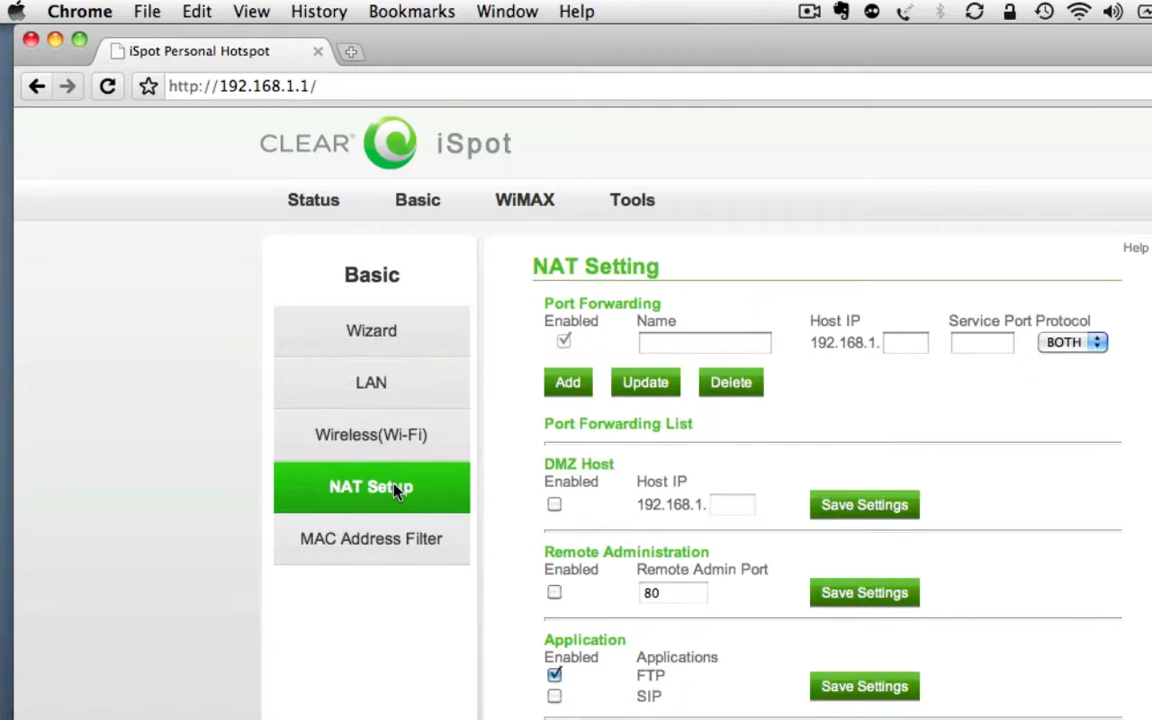 Chrome File Edit View History Bookmarks Window Help
iSpot Personal Hotspot
http://192.168.1.1/
CLEAR® iSpot
Status Basic WiMAX Tools
Help
Basic
Wizard
LAN
Wireless(Wi-Fi)
NAT Setup
MAC Address Filter
NAT Setting
Port Forwarding
Enabled Name Host IP Service Port Protocol
192.168.1. BOTH
Add Update Delete
Port Forwarding List
DMZ Host
Enabled Host IP
192.168.1. Save Settings
Remote Administration
Enabled Remote Admin Port
80 Save Settings
Application
Enabled Applications
FTP
SIP Save Settings